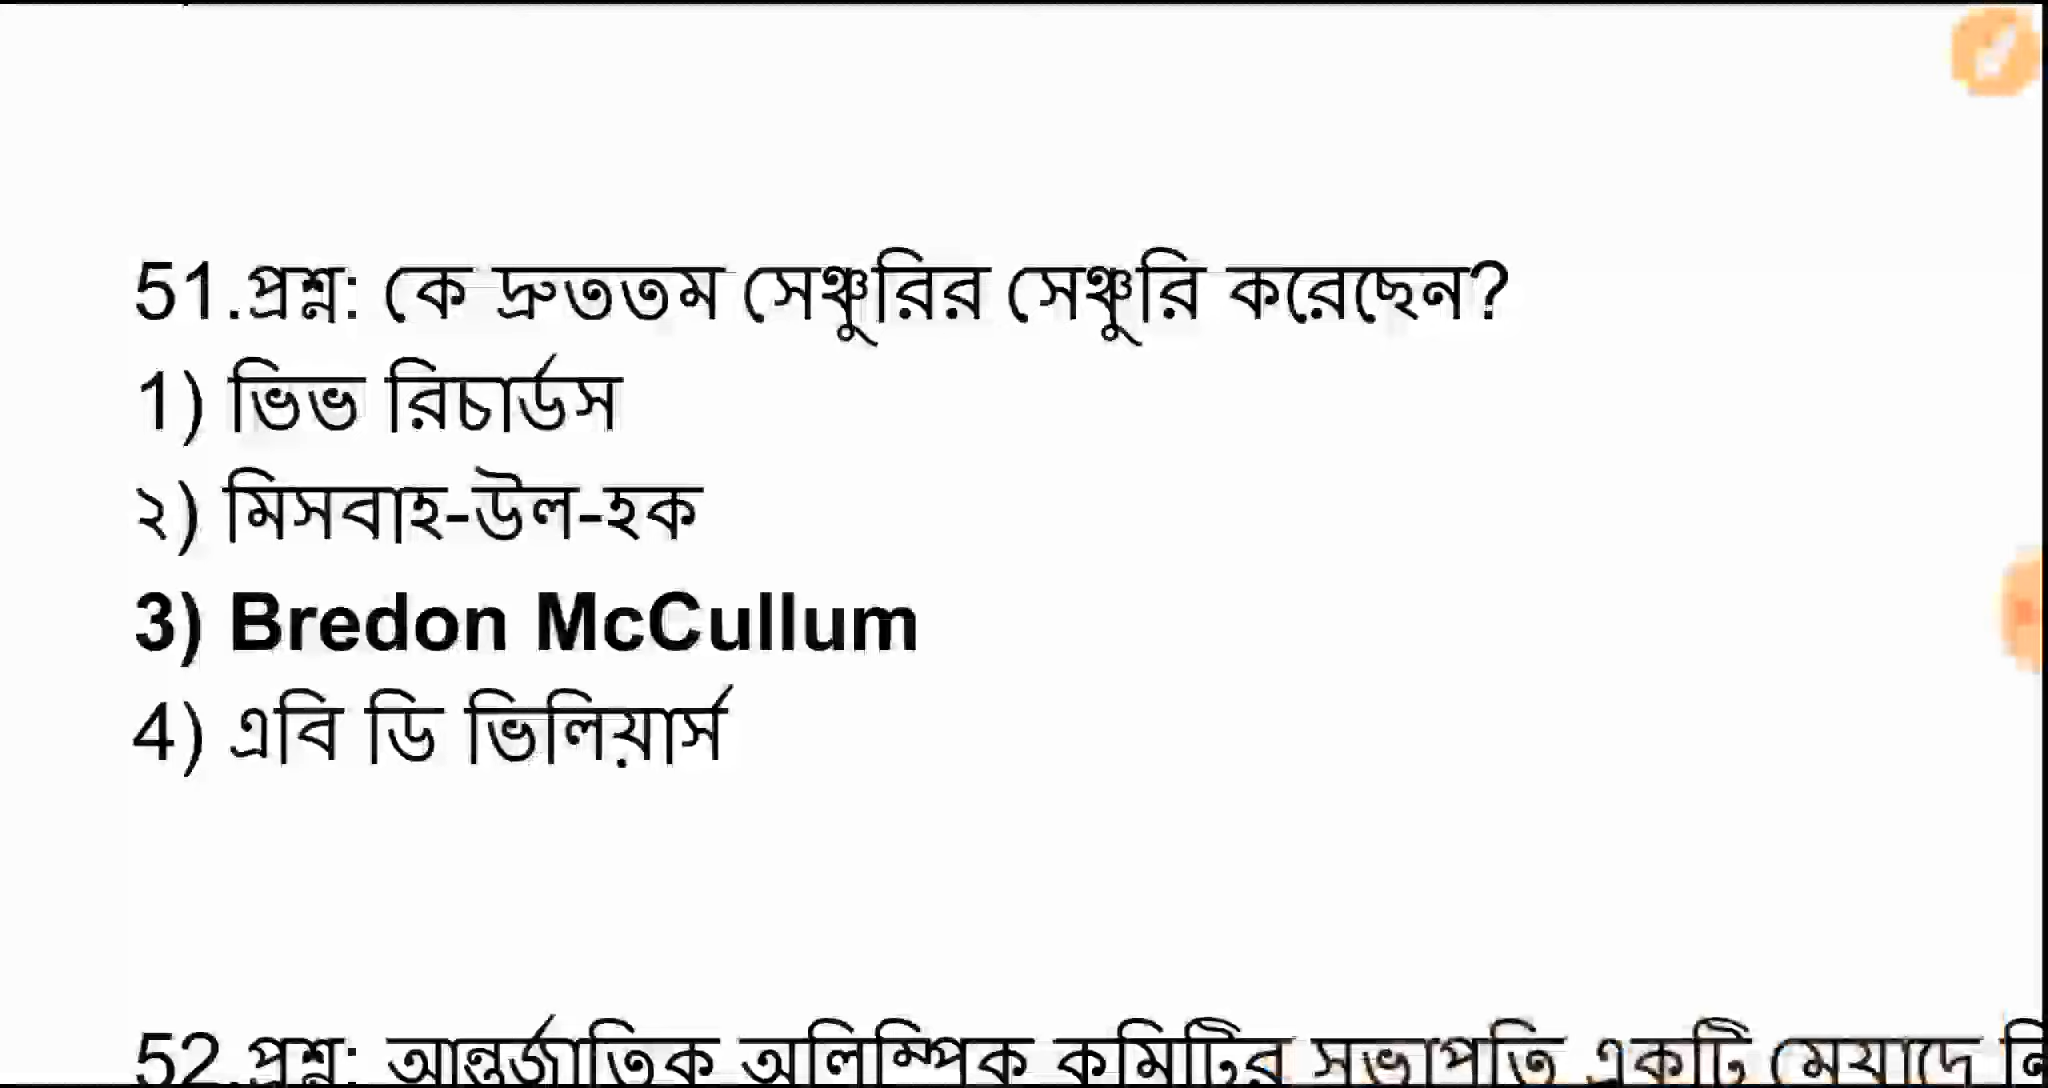 51.প্রশ্ন: কে দ্রুততম সেঞ্চুরির সেঞ্চুরি করেছেন?
1) ভিভ রিচার্ডস
২) মিসবাহ-উল-হক
3) Bredon McCullum
4) এবি ডি ভিলিয়ার্স
52.প্রশ্ন: আন্তর্জাতিক অলিম্পিক কমিটির সভাপতি একটি মেয়াদে